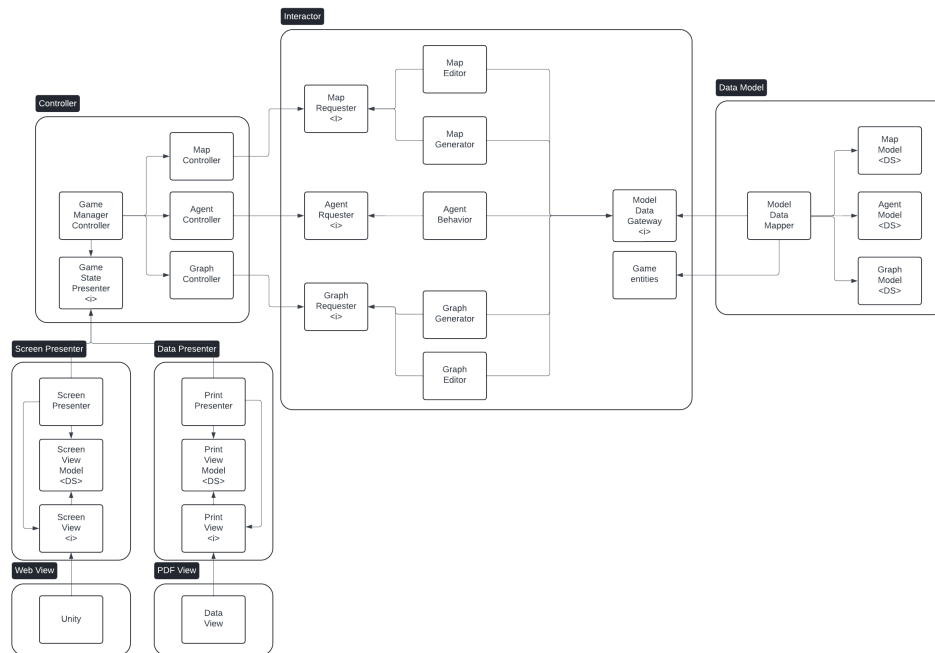 Interactor
Map
Editor
Map
Requester
<I>
Map
Generator
Data Model
Map
Model
<DS>
Controller
Map
Controller
Game
Manager
Controller
Agent
Controller
Agent
Rquester
<i>
Agent
Behavior
Model
Data
Gateway
<i>
Model
Data
Mapper
Agent
Model
<DS>
Game
State
Presenter
<i>
Graph
Controller
Game
entities
Graph
Model
<DS>
Graph
Requester
<i>
Graph
Generator
Graph
Editor
Screen Presenter
Data Presenter
Screen
Presenter
Print
Presenter
Screen
View
Model
<DS>
Print
View
Model
<DS>
Screen
View
<i>
Print
View
<i>
Web View
PDF View
Unity
Data
View